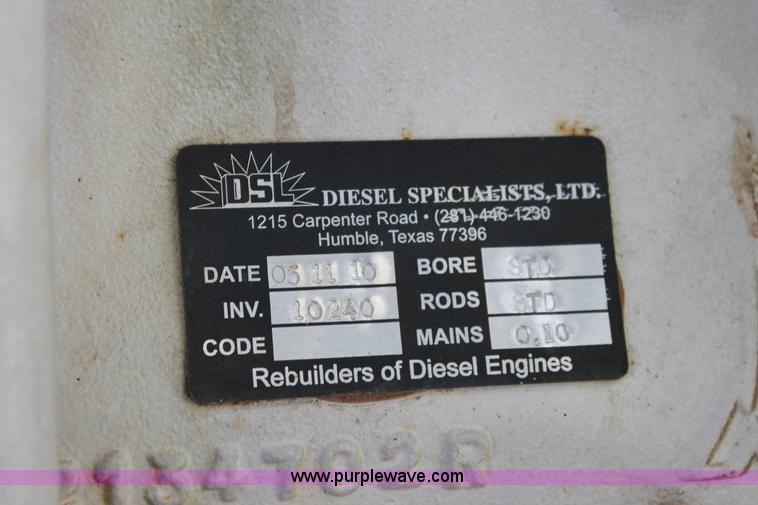 DSL DIESEL SPECIALISTS, LTD.
1215 Carpenter Road • (281) 446-1230
Humble, Texas 77396
DATE 05 11 10 BORE STD
INV. 10240 RODS STD
CODE MAINS 0.10
Rebuilders of Diesel Engines
www.purplewave.com